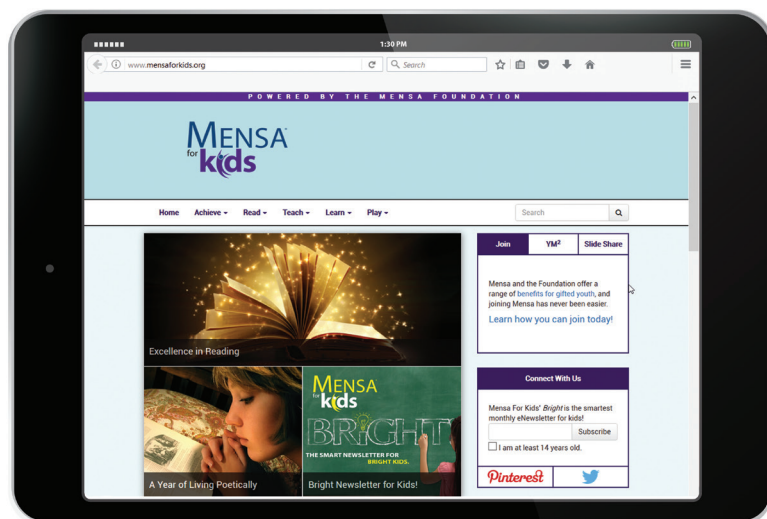 1:30 PM
www.mensaforkids.org
Search
POWERED BY THE MENSA FOUNDATION
MENSA
for kids
Home Achieve Read Teach Learn Play
Search
Excellence in Reading
Join YM² Slide Share
Mensa and the Foundation offer a
range of benefits for gifted youth, and
joining Mensa has never been easier.
Learn how you can join today!
A Year of Living Poetically
MENSA
for kids
BRIGHT
THE SMART NEWSLETTER FOR
BRIGHT KIDS.
Bright Newsletter for Kids!
Connect With Us
Mensa For Kids' Bright is the smartest
monthly eNewsletter for kids!
Subscribe
I am at least 14 years old.
Pinterest